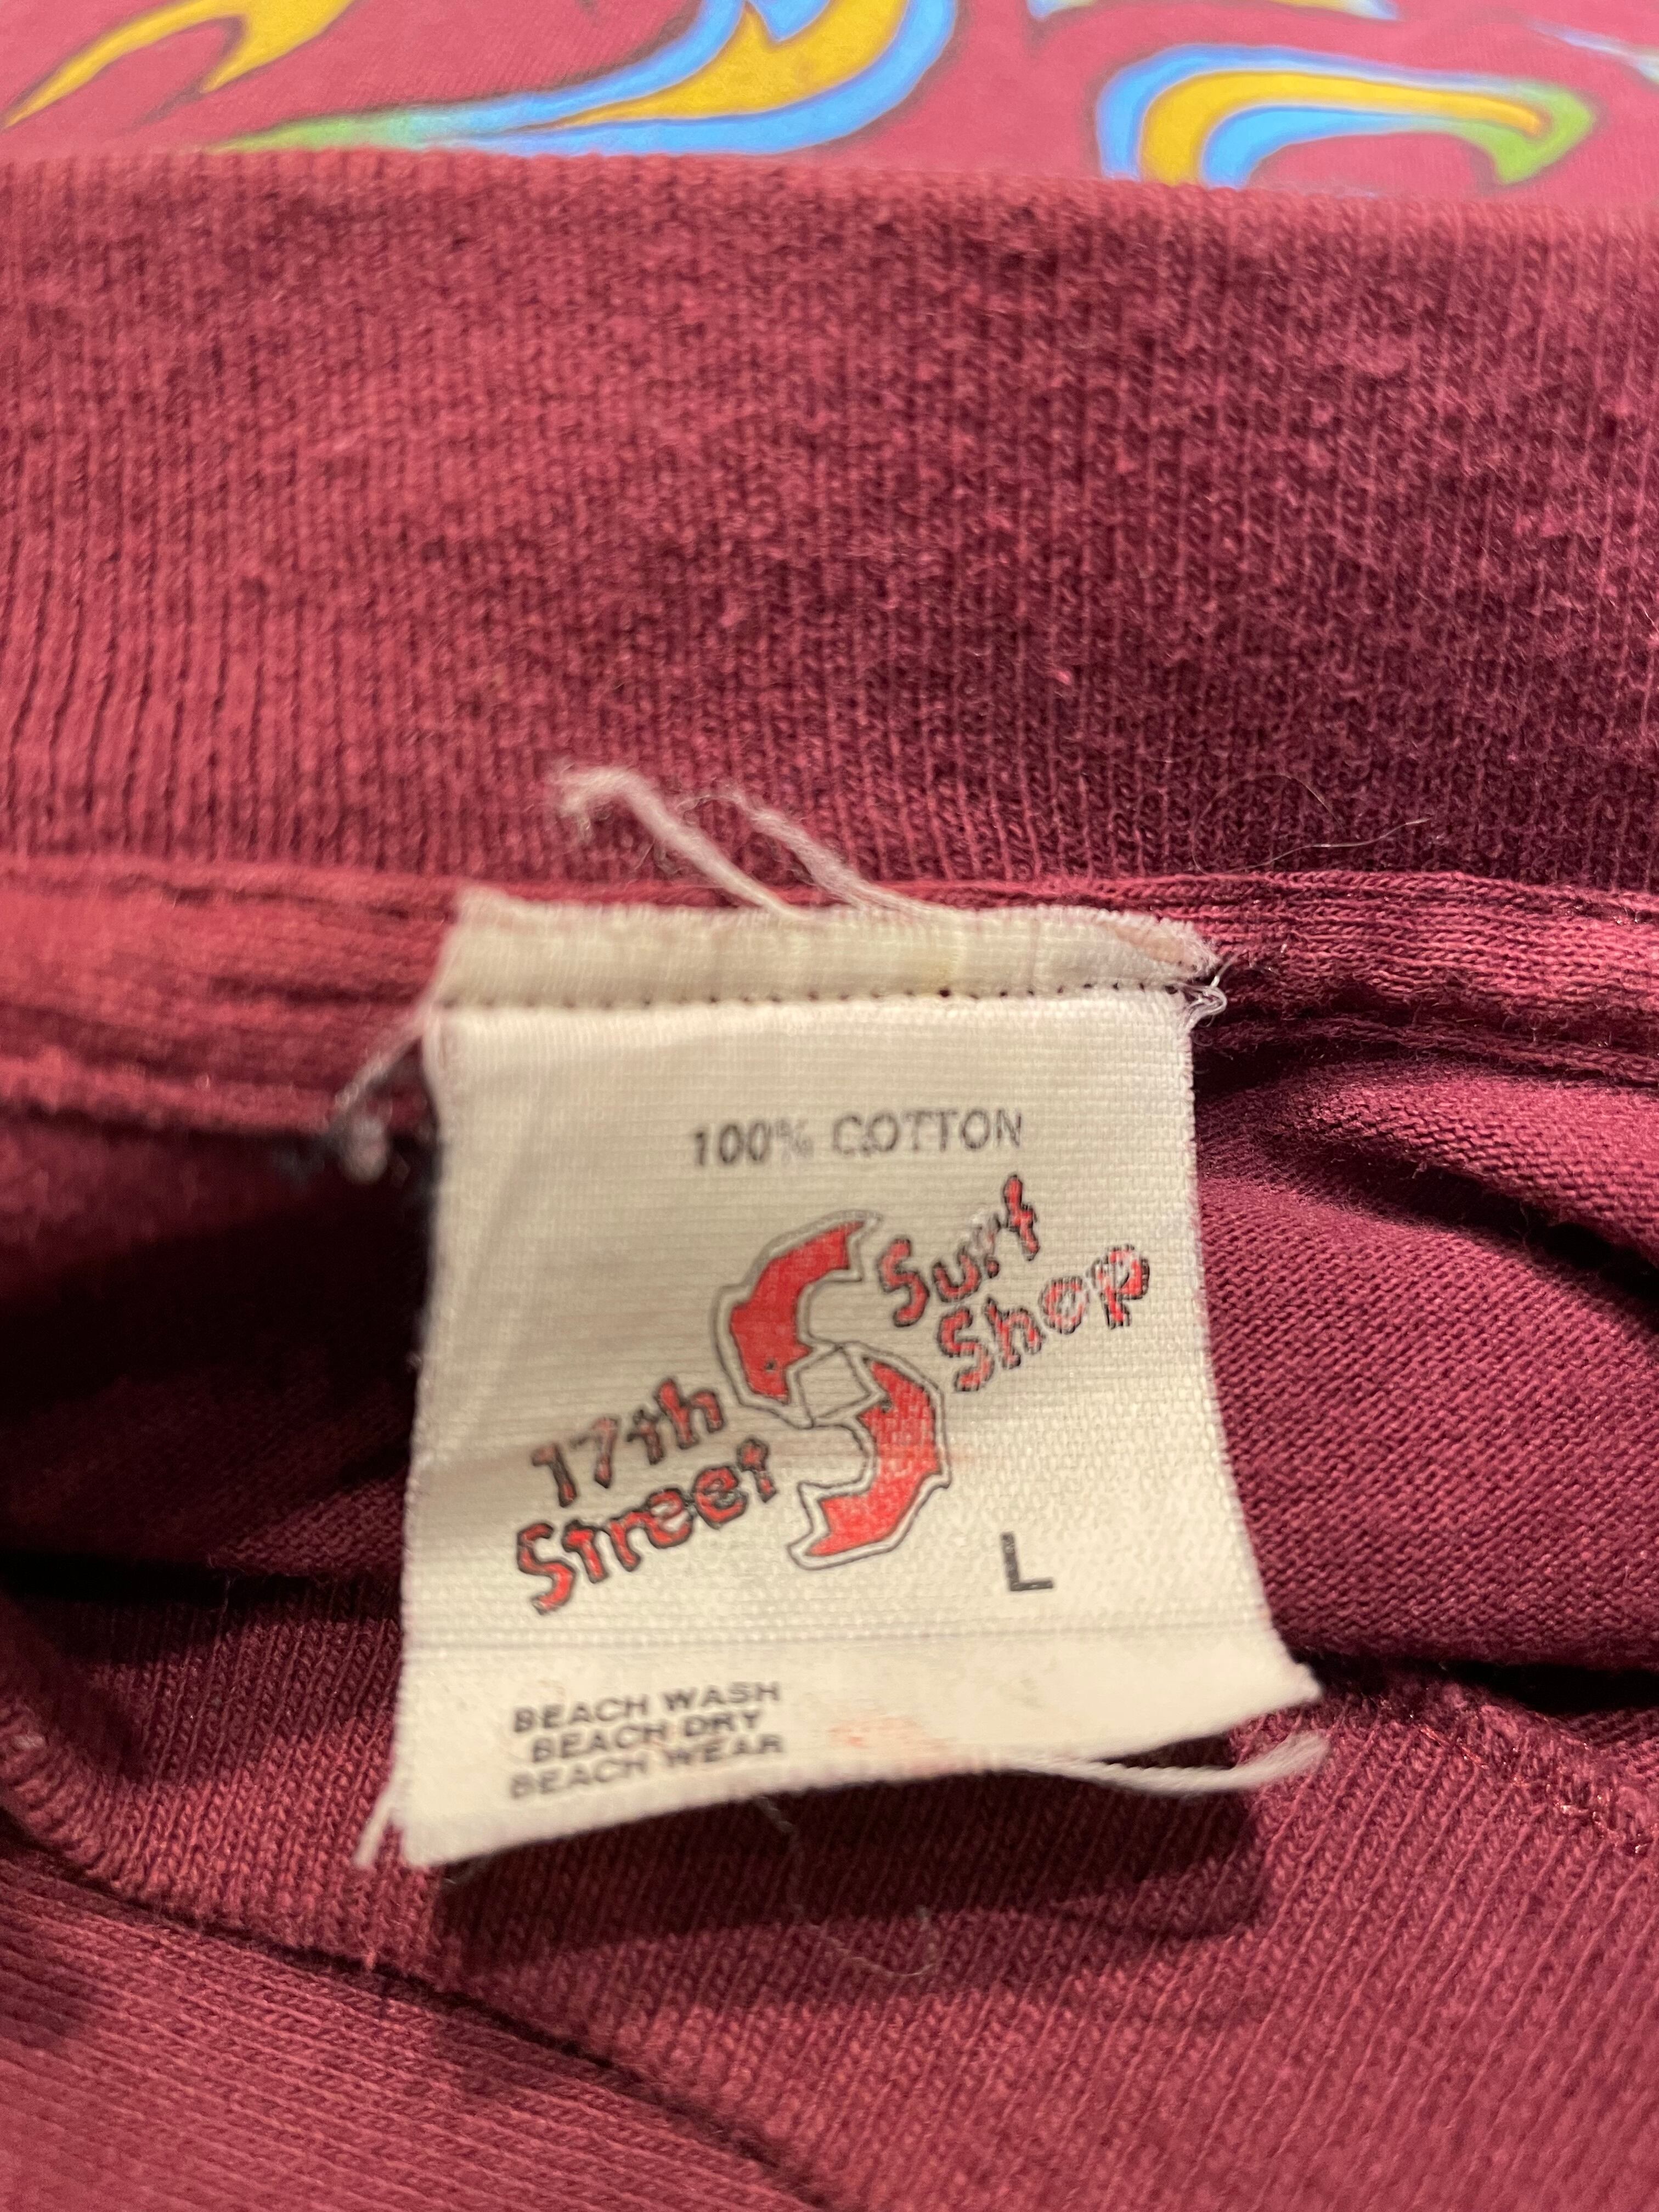 100% COTTON
Surf
Shop
17th
Street
L
BEACH WASH
BEACH DRY
BEACH WEAR